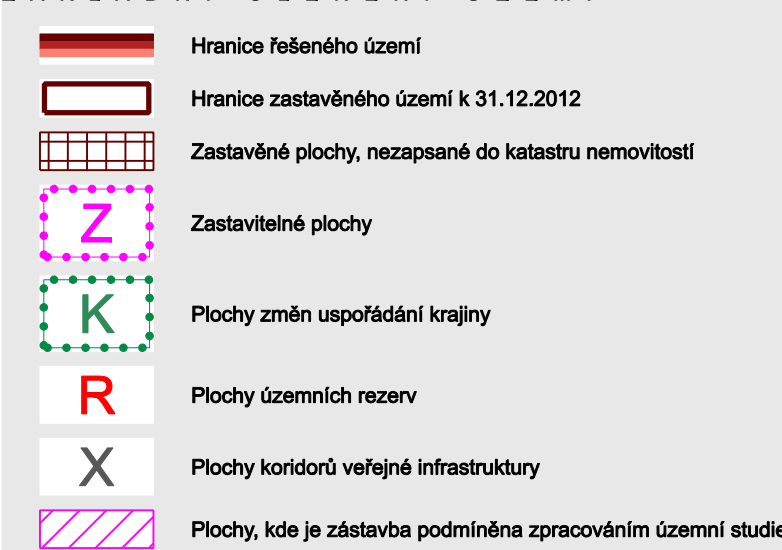 Hranice řešeného území
Hranice zastavěného území k 31.12.2012
Zastavěné plochy, nezapsané do katastru nemovitostí
Z Zastavitelné plochy
K Plochy změn uspořádání krajiny
R Plochy územních rezerv
X Plochy koridorů veřejné infrastruktury
Plochy, kde je zástavba podmíněna zpracováním územní studie